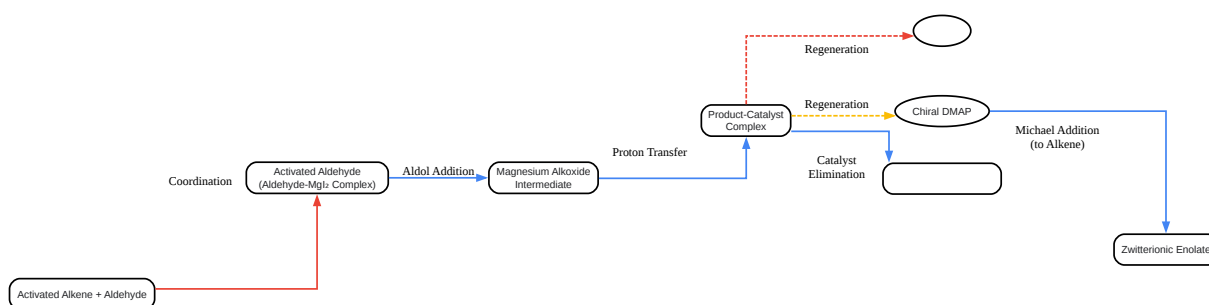 Regeneration
Product-Catalyst
Complex
Regeneration
Chiral DMAP
Michael Addition
(to Alkene)
Proton Transfer
Catalyst
Elimination
Coordination
Activated Aldehyde
(Aldehyde-MgI₂ Complex)
Aldol Addition
Magnesium Alkoxide
Intermediate
Zwitterionic Enolate
Activated Alkene + Aldehyde